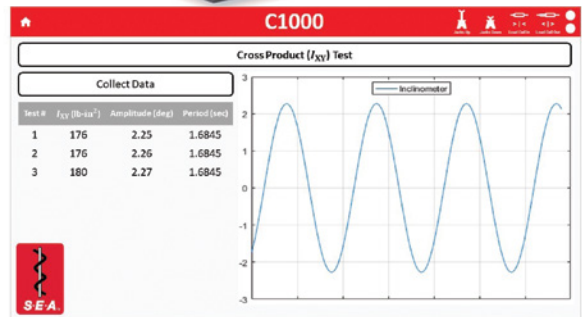 C1000
Cross Product (I_XY) Test
Collect Data
Test # I_XY (lb-in²) Amplitude (deg) Period (sec)
1 176 2.25 1.6845
2 176 2.26 1.6845
3 180 2.27 1.6845
Inclinometer
3
2
1
0
-1
-2
-3
S·E·A